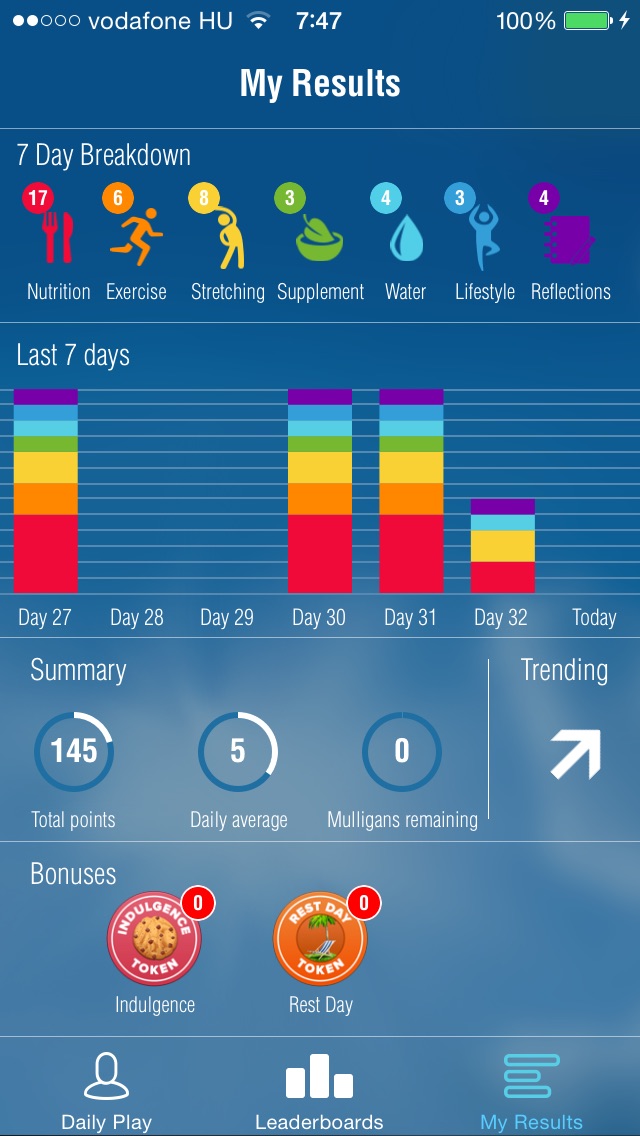 vodafone HU 7:47 100%
My Results
7 Day Breakdown
17 6 8 3 4 3 4
Nutrition Exercise Stretching Supplement Water Lifestyle Reflections
Last 7 days
Day 27 Day 28 Day 29 Day 30 Day 31 Day 32 Today
Summary Trending
145 5 0
Total points Daily average Mulligans remaining
Bonuses
0 0
INDULGENCE TOKEN REST DAY TOKEN
Indulgence Rest Day
Daily Play Leaderboards My Results